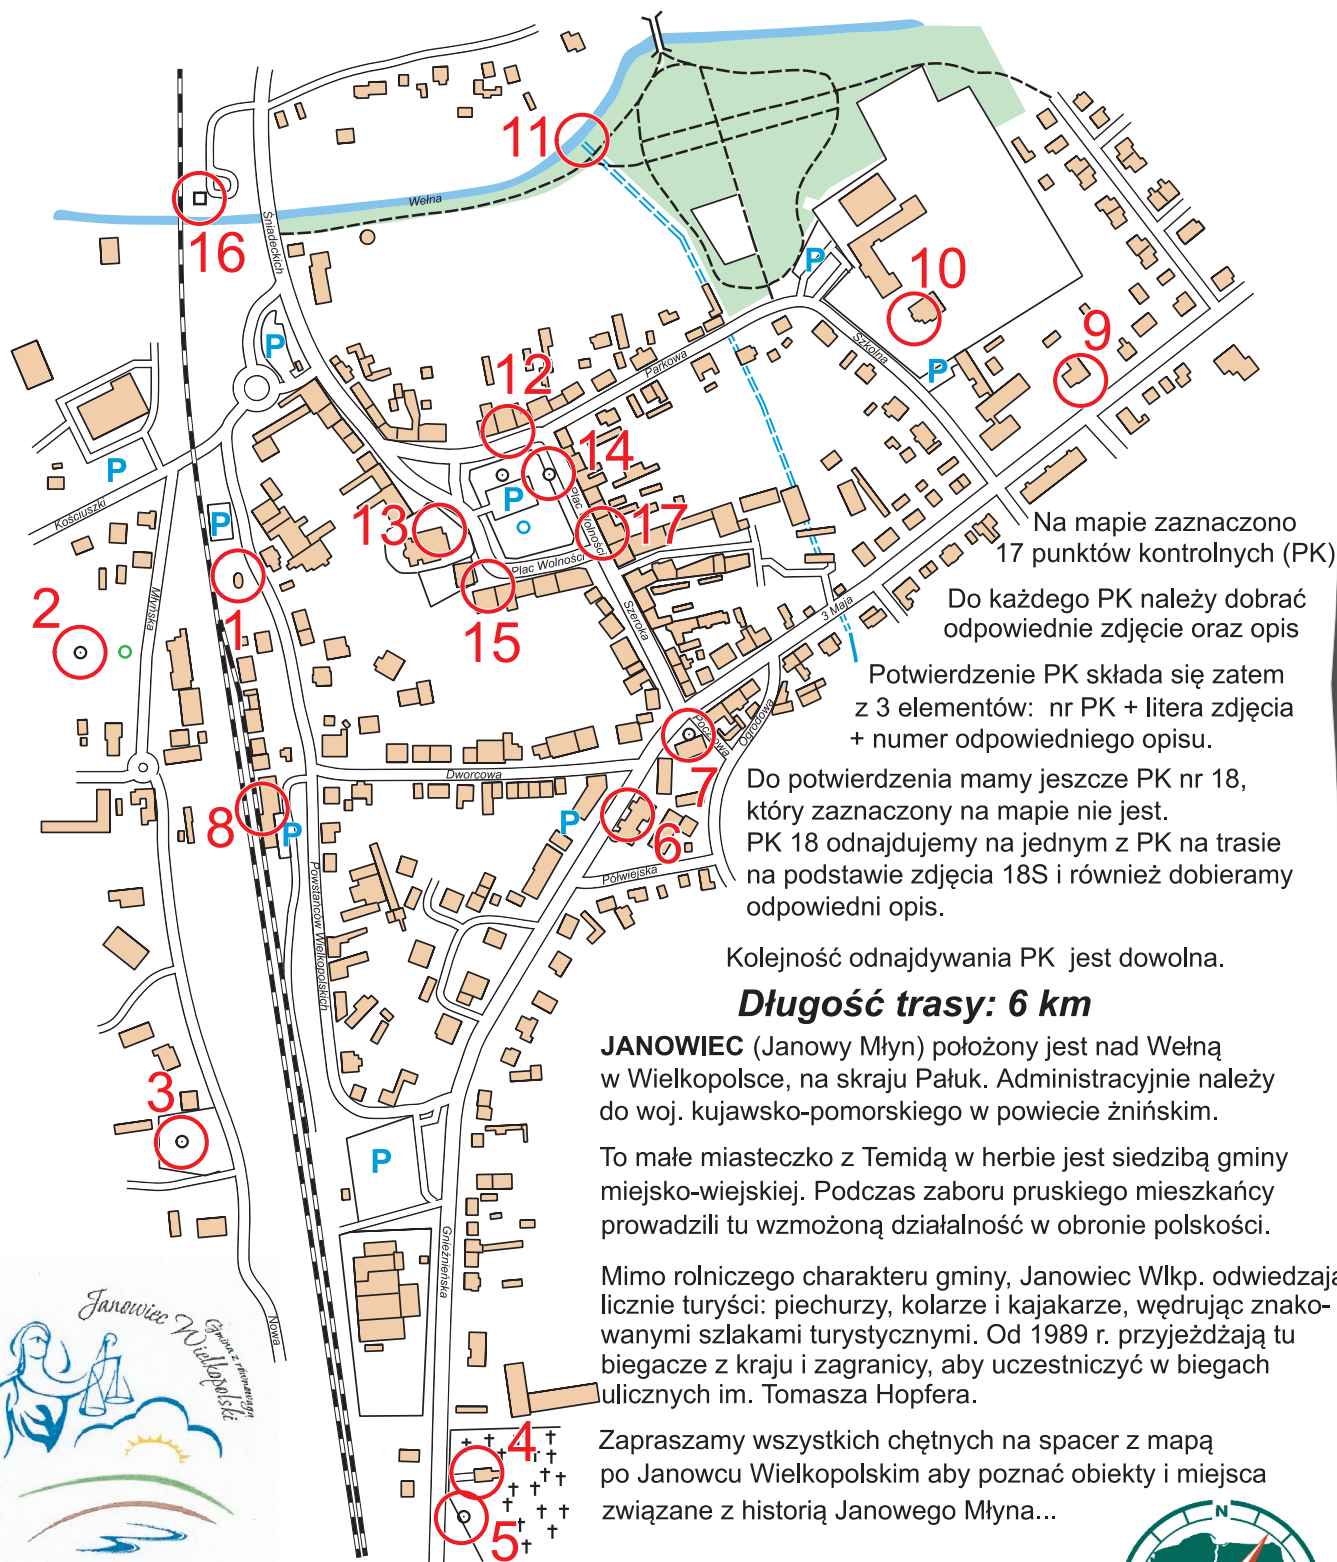 11
Wełna
16
Śniadeckich
P
10
P
Szkolna
9
P
12
Parkowa
14
P
Plac Wolności
13
17
Plac Wolności
15
P
Kościuszki
P
2
Młyńska
1
Szeroka
3 Maja
Pocztowa
Ogrodowa
7
Dworcowa
8
P
P
6
Półwiejska
Powstańców Wielkopolskich
3
P
Gnieźnieńska
Nowa
4
5
Na mapie zaznaczono
17 punktów kontrolnych (PK)
Do każdego PK należy dobrać
odpowiednie zdjęcie oraz opis
Potwierdzenie PK składa się zatem
z 3 elementów: nr PK + litera zdjęcia
+ numer odpowiedniego opisu.
Do potwierdzenia mamy jeszcze PK nr 18,
który zaznaczony na mapie nie jest.
PK 18 odnajdujemy na jednym z PK na trasie
na podstawie zdjęcia 18S i również dobieramy
odpowiedni opis.
Kolejność odnajdywania PK jest dowolna.
Długość trasy: 6 km
JANOWIEC (Janowy Młyn) położony jest nad Wełną
w Wielkopolsce, na skraju Pałuk. Administracyjnie należy
do woj. kujawsko-pomorskiego w powiecie żnińskim.
To małe miasteczko z Temidą w herbie jest siedzibą gminy
miejsko-wiejskiej. Podczas zaboru pruskiego mieszkańcy
prowadzili tu wzmożoną działalność w obronie polskości.
Mimo rolniczego charakteru gminy, Janowiec Wlkp. odwiedzają
licznie turyści: piechurzy, kolarze i kajakarze, wędrując znako-
wanymi szlakami turystycznymi. Od 1989 r. przyjeżdżają tu
biegacze z kraju i zagranicy, aby uczestniczyć w biegach
ulicznych im. Tomasza Hopfera.
Zapraszamy wszystkich chętnych na spacer z mapą
po Janowcu Wielkopolskim aby poznać obiekty i miejsca
związane z historią Janowego Młyna...
Janowiec Wielkopolski
Gmina z równowagą
N